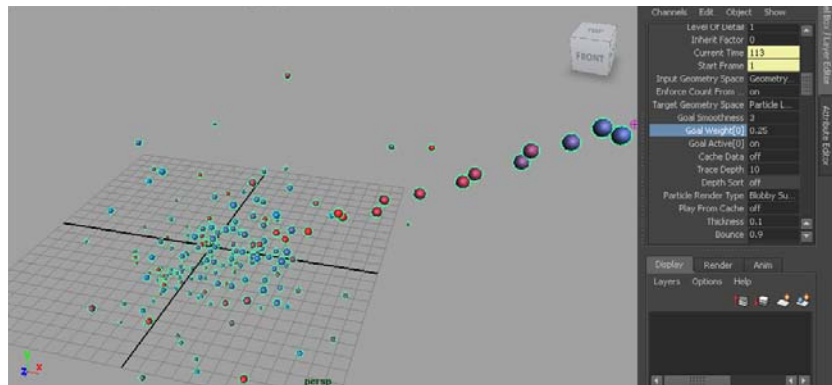 Channels Edit Object Show
Level Of Detail 1
Inherit Factor 0
Current Time 113
Start Frame 1
Input Geometry Space Geometry...
Enforce Count From ... on
Target Geometry Space Particle L...
Goal Smoothness 3
Goal Weight[0] 0.25
Goal Active[0] on
Cache Data off
Trace Depth 10
Depth Sort off
Particle Render Type Blobby Su...
Play From Cache off
Thickness 0.1
Bounce 0.9
Display Render Anim
Layers Options Help
FRONT
persp
y
z x
Box / Layer Editor
Attribute Editor